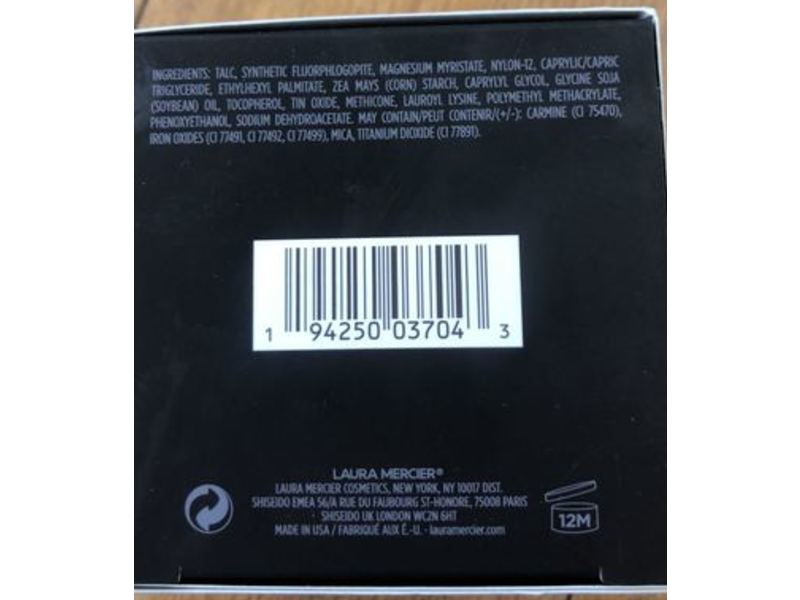 INGREDIENTS: TALC, SYNTHETIC FLUORPHLOGOPITE, MAGNESIUM MYRISTATE, NYLON-12, CAPRYLIC/CAPRIC
TRIGLYCERIDE, ETHYLHEXYL PALMITATE, ZEA MAYS (CORN) STARCH, CAPRYLYL GLYCOL, GLYCINE SOJA
(SOYBEAN) OIL, TOCOPHEROL, TIN OXIDE, METHICONE, LAUROYL LYSINE, POLYMETHYL METHACRYLATE,
PHENOXYETHANOL, SODIUM DEHYDROACETATE. MAY CONTAIN/PEUT CONTENIR/(+/-): CARMINE (CI 75470),
IRON OXIDES (CI 77491, CI 77492, CI 77499), MICA, TITANIUM DIOXIDE (CI 77891).
1 94250 03704 3
LAURA MERCIER®
LAURA MERCIER COSMETICS, NEW YORK, NY 10017 DIST.
SHISEIDO EMEA 56/A RUE DU FAUBOURG ST-HONORE, 75008 PARIS
SHISEIDO UK LONDON WC2N 6HT
MADE IN USA / FABRIQUÉ AUX É.-U. - lauramercier.com
12M